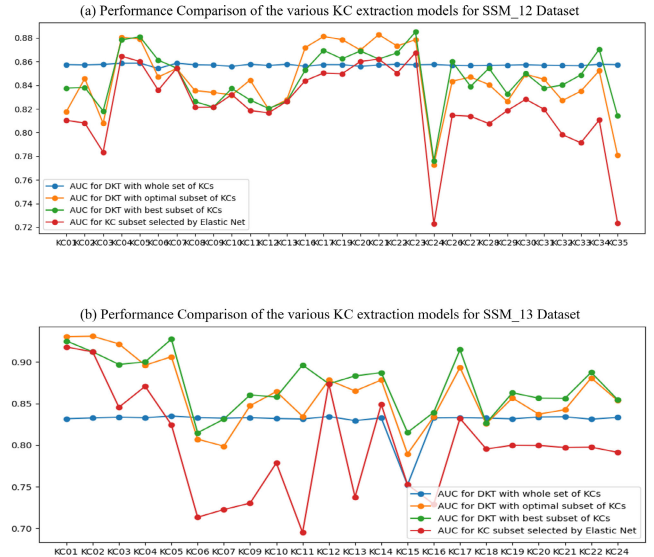 (a) Performance Comparison of the various KC extraction models for SSM_12 Dataset
0.88
0.86
0.84
0.82
0.80
0.78
0.76
0.74
0.72
AUC for DKT with whole set of KCs
AUC for DKT with optimal subset of KCs
AUC for DKT with best subset of KCs
AUC for KC subset selected by Elastic Net
KC01 KC02 KC03 KC04 KC05 KC06 KC07 KC08 KC09 KC10 KC11 KC12 KC13 KC16 KC17 KC19 KC20 KC21 KC22 KC23 KC24 KC26 KC27 KC28 KC29 KC30 KC31 KC32 KC33 KC34 KC35
(b) Performance Comparison of the various KC extraction models for SSM_13 Dataset
0.90
0.85
0.80
0.75
0.70
AUC for DKT with whole set of KCs
AUC for DKT with optimal subset of KCs
AUC for DKT with best subset of KCs
AUC for KC subset selected by Elastic Net
KC01 KC02 KC03 KC04 KC05 KC06 KC07 KC09 KC10 KC11 KC12 KC13 KC14 KC15 KC16 KC17 KC18 KC19 KC20 KC21 KC22 KC24